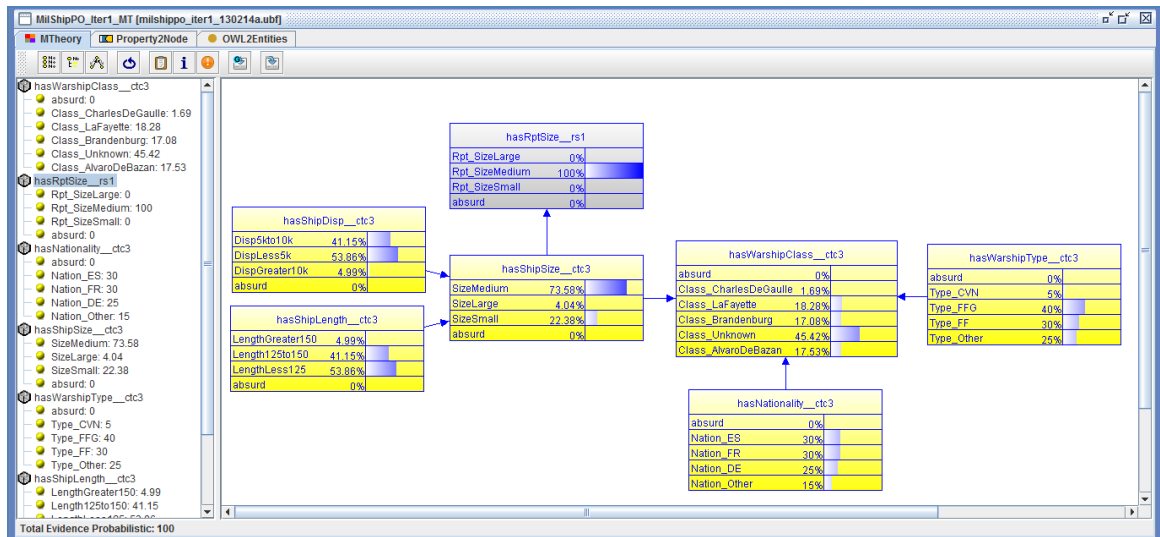 MilShipPO_Iter1_MT [milshippo_iter1_130214a.ubf]
MTheory
Property2Node
OWL2Entities
hasWarshipClass__ctc3
absurd: 0
Class_CharlesDeGaulle: 1.69
Class_LaFayette: 18.28
Class_Brandenburg: 17.08
Class_Unknown: 45.42
Class_AlvaroDeBazan: 17.53
hasRptSize__rs1
Rpt_SizeLarge: 0
Rpt_SizeMedium: 100
Rpt_SizeSmall: 0
absurd: 0
hasNationality__ctc3
absurd: 0
Nation_ES: 30
Nation_FR: 30
Nation_DE: 25
Nation_Other: 15
hasShipSize__ctc3
SizeMedium: 73.58
SizeLarge: 4.04
SizeSmall: 22.38
absurd: 0
hasWarshipType__ctc3
absurd: 0
Type_CVN: 5
Type_FFG: 40
Type_FF: 30
Type_Other: 25
hasShipLength__ctc3
LengthGreater150: 4.99
Length125to150: 41.15
hasRptSize__rs1
Rpt_SizeLarge 0%
Rpt_SizeMedium 100%
Rpt_SizeSmall 0%
absurd 0%
hasShipDisp__ctc3
Disp5kto10k 41.15%
DispLess5k 53.86%
DispGreater10k 4.99%
absurd 0%
hasShipLength__ctc3
LengthGreater150 4.99%
Length125to150 41.15%
LengthLess125 53.86%
absurd 0%
hasShipSize__ctc3
SizeMedium 73.58%
SizeLarge 4.04%
SizeSmall 22.38%
absurd 0%
hasWarshipClass__ctc3
absurd 0%
Class_CharlesDeGaulle 1.69%
Class_LaFayette 18.28%
Class_Brandenburg 17.08%
Class_Unknown 45.42%
Class_AlvaroDeBazan 17.53%
hasWarshipType__ctc3
absurd 0%
Type_CVN 5%
Type_FFG 40%
Type_FF 30%
Type_Other 25%
hasNationality__ctc3
absurd 0%
Nation_ES 30%
Nation_FR 30%
Nation_DE 25%
Nation_Other 15%
Total Evidence Probabilistic: 100